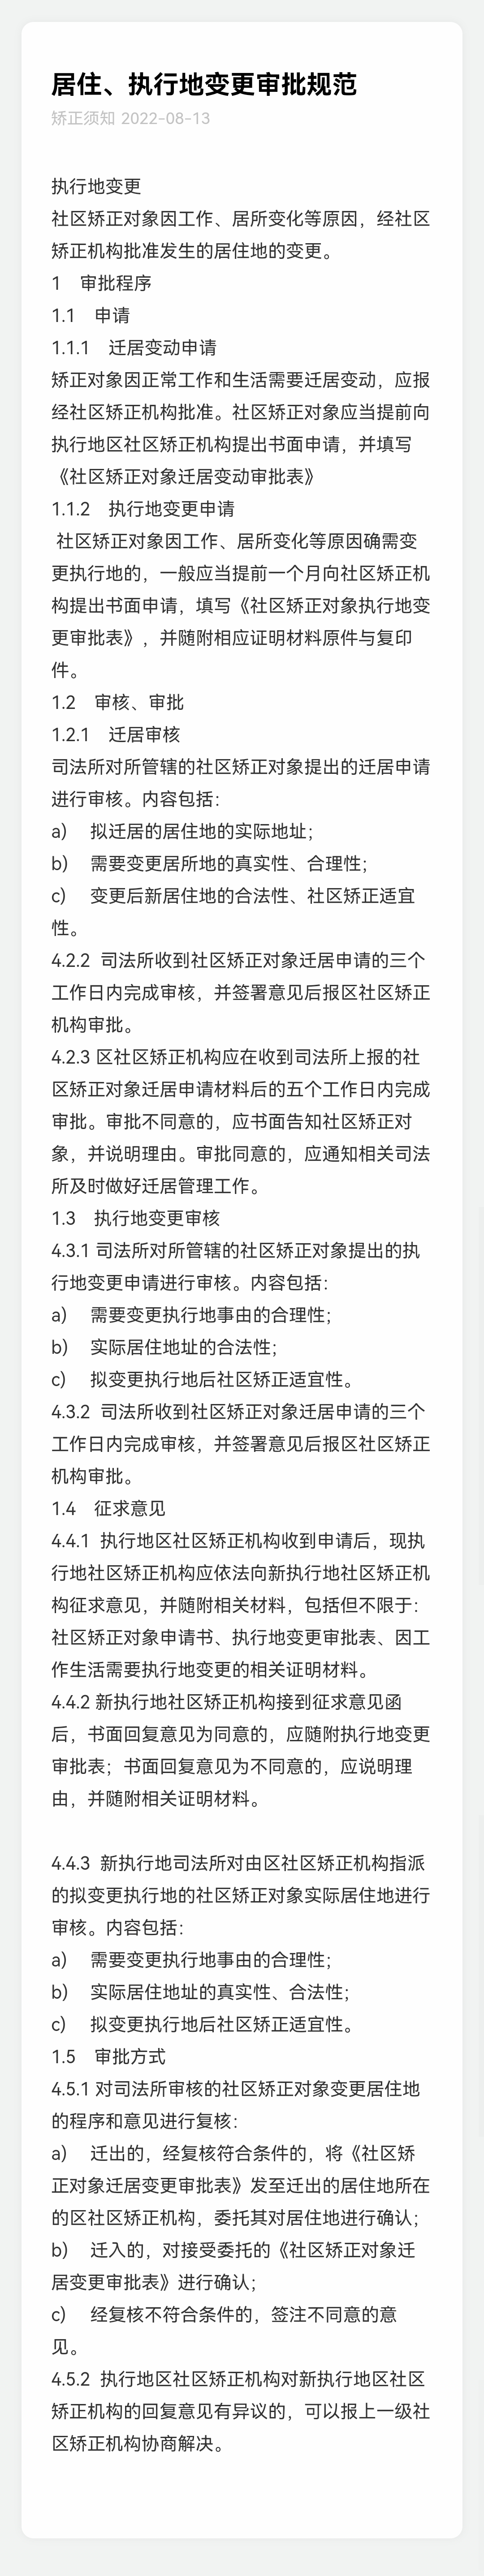 居住、执行地变更审批规范
矫正须知 2022-08-13
执行地变更
社区矫正对象因工作、居所变化等原因，经社区
矫正机构批准发生的居住地的变更。
1 审批程序
1.1 申请
1.1.1 迁居变动申请
矫正对象因正常工作和生活需要迁居变动，应报
经社区矫正机构批准。社区矫正对象应当提前向
执行地区社区矫正机构提出书面申请，并填写
《社区矫正对象迁居变动审批表》
1.1.2 执行地变更申请
社区矫正对象因工作、居所变化等原因确需变
更执行地的，一般应当提前一个月向社区矫正机
构提出书面申请，填写《社区矫正对象执行地变
更审批表》，并随附相应证明材料原件与复印
件。
1.2 审核、审批
1.2.1 迁居审核
司法所对所管辖的社区矫正对象提出的迁居申请
进行审核。内容包括：
a) 拟迁居的居住地的实际地址；
b) 需要变更居所地的真实性、合理性；
c) 变更后新居住地的合法性、社区矫正适宜
性。
4.2.2 司法所收到社区矫正对象迁居申请的三个
工作日内完成审核，并签署意见后报区社区矫正
机构审批。
4.2.3 区社区矫正机构应在收到司法所上报的社
区矫正对象迁居申请材料后的五个工作日内完成
审批。审批不同意的，应书面告知社区矫正对
象，并说明理由。审批同意的，应通知相关司法
所及时做好迁居管理工作。
1.3 执行地变更审核
4.3.1 司法所对所管辖的社区矫正对象提出的执
行地变更申请进行审核。内容包括：
a) 需要变更执行地事由的合理性；
b) 实际居住地址的合法性；
c) 拟变更执行地后社区矫正适宜性。
4.3.2 司法所收到社区矫正对象迁居申请的三个
工作日内完成审核，并签署意见后报区社区矫正
机构审批。
1.4 征求意见
4.4.1 执行地区社区矫正机构收到申请后，现执
行地社区矫正机构应依法向新执行地社区矫正机
构征求意见，并随附相关材料，包括但不限于：
社区矫正对象申请书、执行地变更审批表、因工
作生活需要执行地变更的相关证明材料。
4.4.2 新执行地社区矫正机构接到征求意见函
后，书面回复意见为同意的，应随附执行地变更
审批表；书面回复意见为不同意的，应说明理
由，并随附相关证明材料。
4.4.3 新执行地司法所对由区社区矫正机构指派
的拟变更执行地的社区矫正对象实际居住地进行
审核。内容包括：
a) 需要变更执行地事由的合理性；
b) 实际居住地址的真实性、合法性；
c) 拟变更执行地后社区矫正适宜性。
1.5 审批方式
4.5.1 对司法所审核的社区矫正对象变更居住地
的程序和意见进行复核：
a) 迁出的，经复核符合条件的，将《社区矫
正对象迁居变更审批表》发至迁出的居住地所在
的区社区矫正机构，委托其对居住地进行确认；
b) 迁入的，对接受委托的《社区矫正对象迁
居变更审批表》进行确认；
c) 经复核不符合条件的，签注不同意的意
见。
4.5.2 执行地区社区矫正机构对新执行地区社区
矫正机构的回复意见有异议的，可以报上一级社
区矫正机构协商解决。